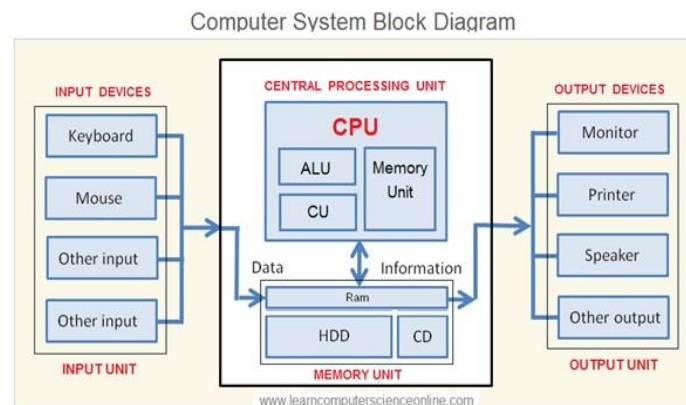 Computer System Block Diagram
INPUT DEVICES
Keyboard
Mouse
Other input
Other input
INPUT UNIT
CENTRAL PROCESSING UNIT
CPU
ALU
CU
Memory
Unit
Data
Information
Ram
HDD
CD
MEMORY UNIT
www.learncomputerscienceonline.com
OUTPUT DEVICES
Monitor
Printer
Speaker
Other output
OUTPUT UNIT